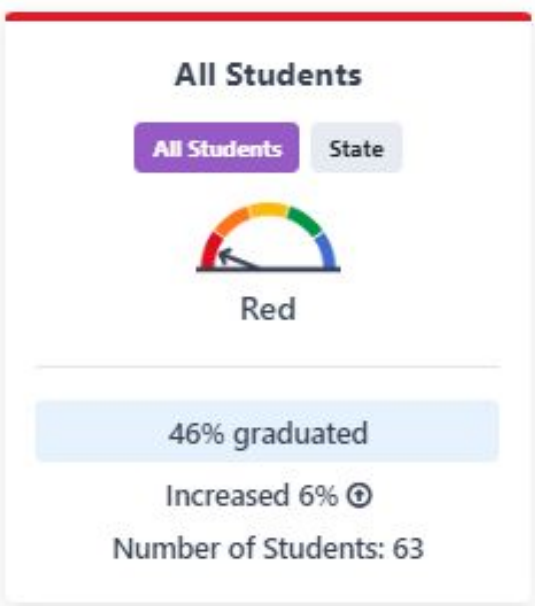 All Students
All Students State
Red
46% graduated
Increased 6%
Number of Students: 63